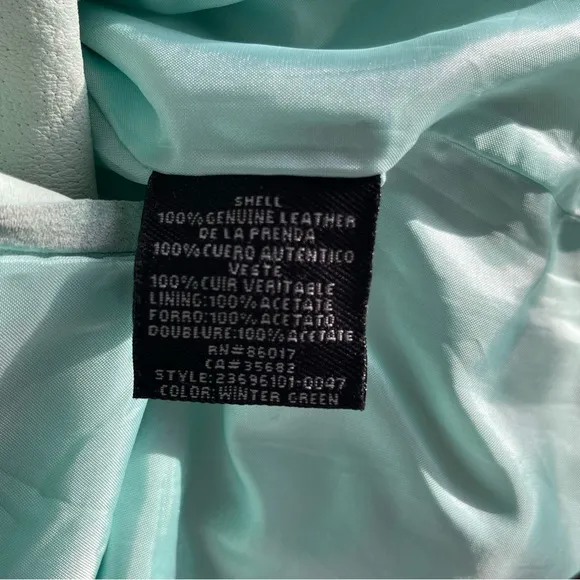 SHELL
100% GENUINE LEATHER
DE LA PRENDA
100% CUERO AUTENTICO
VESTE
100% CUIR VERITABLE
LINING: 100% ACETATE
FORRO: 100% ACETATO
DOUBLURE: 100% ACETATE
RN#86017
CA#35682
STYLE: 23696101-0047
COLOR: WINTER GREEN